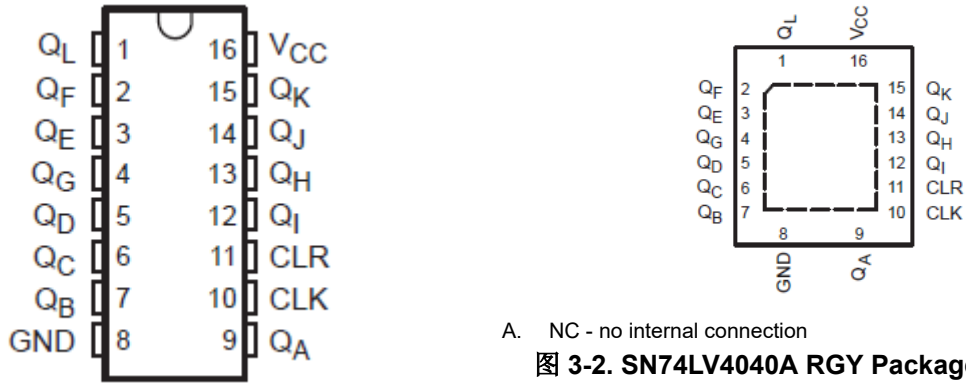 QL 1 16 VCC
QF 2 15 QK
QE 3 14 QJ
QG 4 13 QH
QD 5 12 QI
QC 6 11 CLR
QB 7 10 CLK
GND 8 9 QA
QL VCC
1 16
QF 2 15 QK
QE 3 14 QJ
QG 4 13 QH
QD 5 12 QI
QC 6 11 CLR
QB 7 10 CLK
8 9
GND QA
A. NC - no internal connection
图 3-2. SN74LV4040A RGY Packag